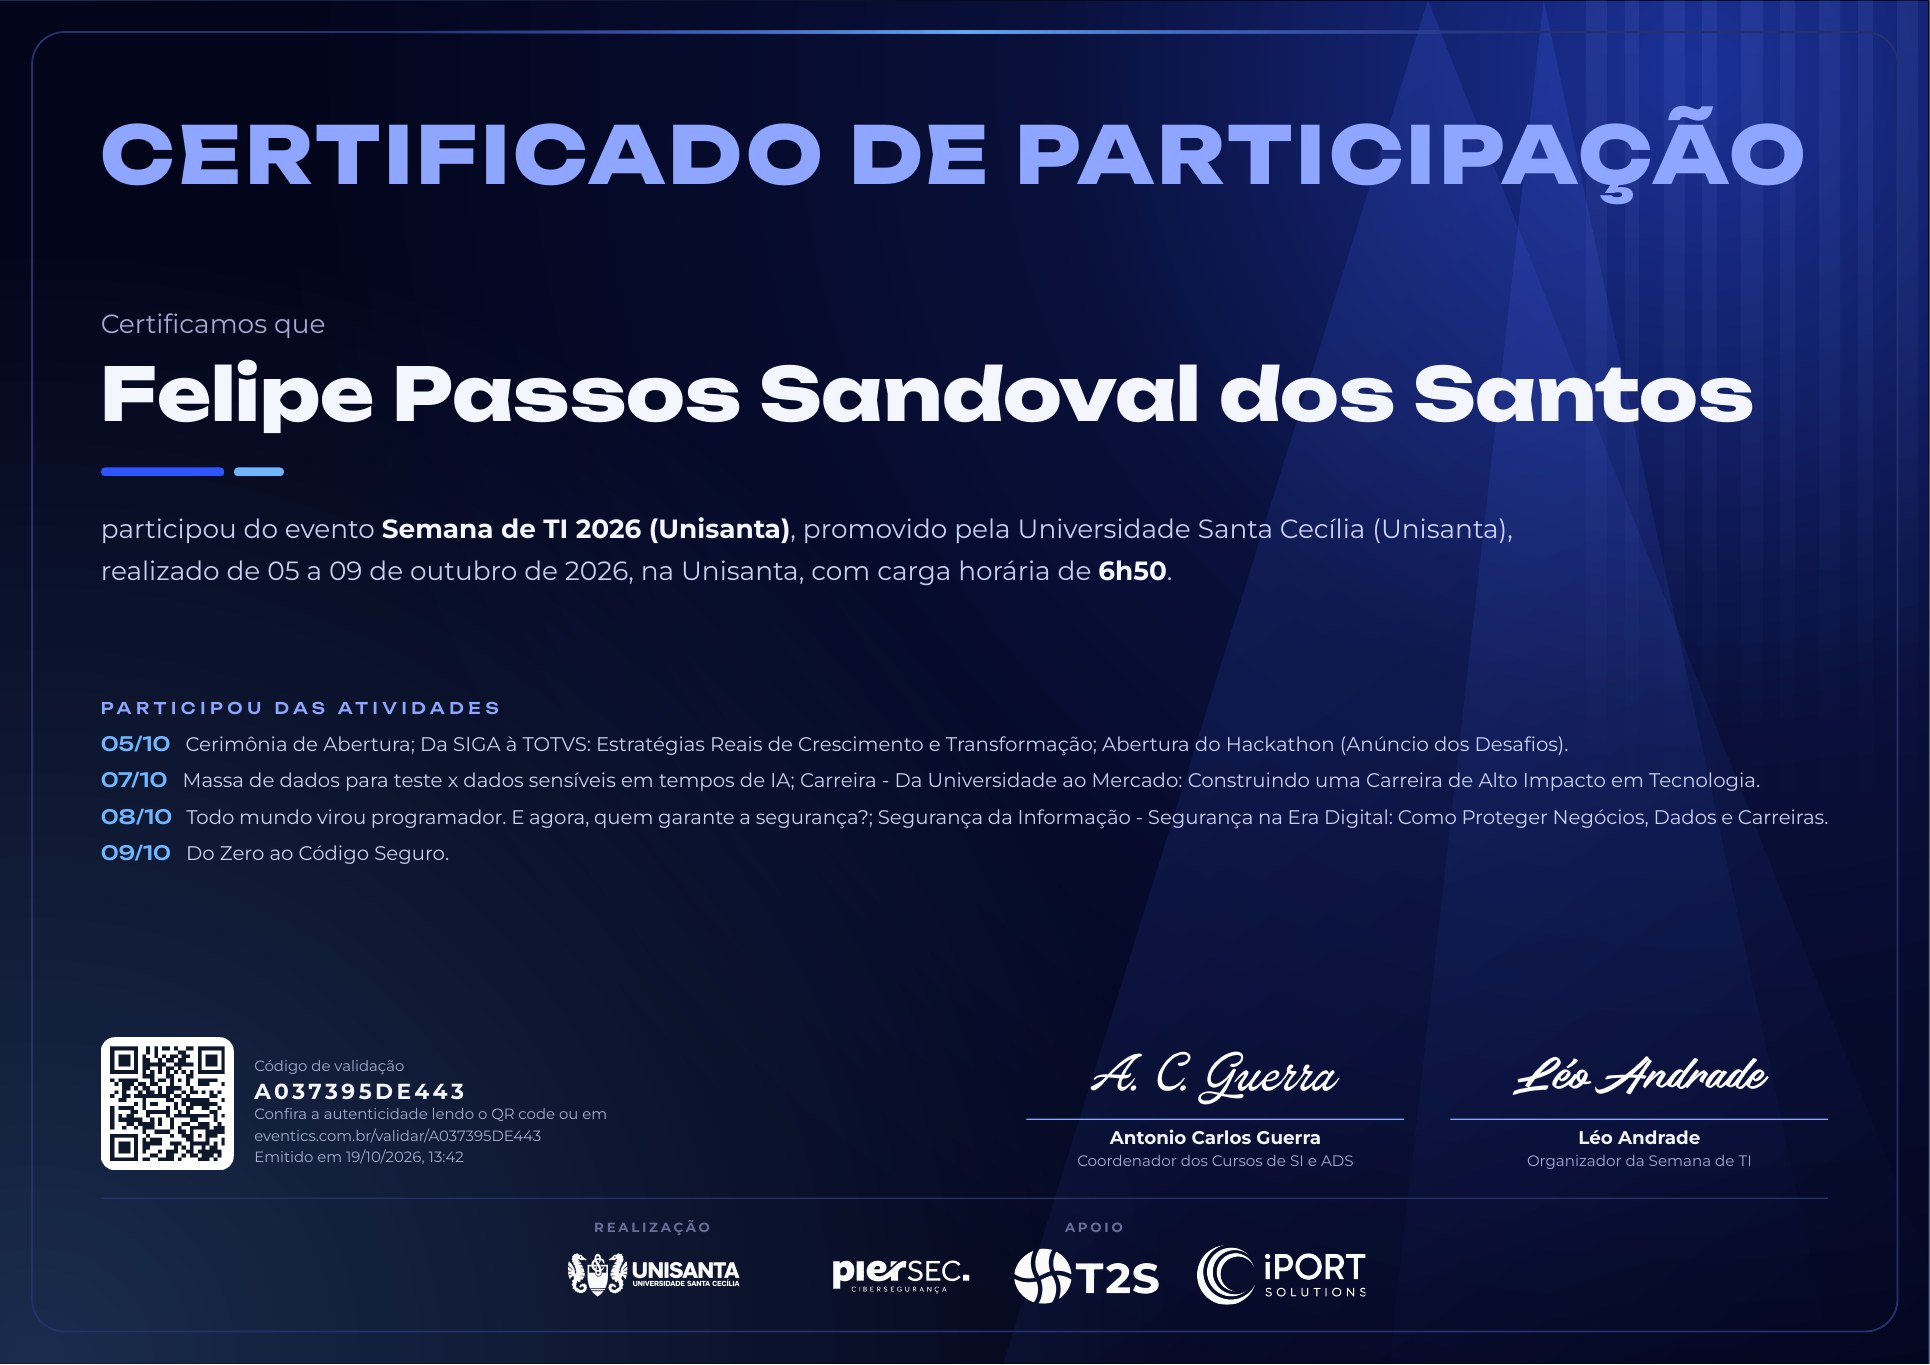 CERTIFICADO DE PARTICIPAÇÃO
Certificamos que
Felipe Passos Sandoval dos Santos
participou do evento Semana de TI 2026 (Unisanta), promovido pela Universidade Santa Cecília (Unisanta),
realizado de 05 a 09 de outubro de 2026, na Unisanta, com carga horária de 6h50.
PARTICIPOU DAS ATIVIDADES
05/10 Cerimônia de Abertura; Da SIGA à TOTVS: Estratégias Reais de Crescimento e Transformação; Abertura do Hackathon (Anúncio dos Desafios).
07/10 Massa de dados para teste x dados sensíveis em tempos de IA; Carreira - Da Universidade ao Mercado: Construindo uma Carreira de Alto Impacto em Tecnologia.
08/10 Todo mundo virou programador. E agora, quem garante a segurança?; Segurança da Informação - Segurança na Era Digital: Como Proteger Negócios, Dados e Carreiras.
09/10 Do Zero ao Código Seguro.
Código de validação
A037395DE443
Confira a autenticidade lendo o QR code ou em
eventics.com.br/validar/A037395DE443
Emitido em 19/10/2026, 13:42
A. C. Guerra
Antonio Carlos Guerra
Coordenador dos Cursos de SI e ADS
Léo Andrade
Léo Andrade
Organizador da Semana de TI
REALIZAÇÃO
UNISANTA
UNIVERSIDADE SANTA CECÍLIA
APOIO
pierSEC.
CIBERSEGURANÇA
T2S
iPORT
SOLUTIONS